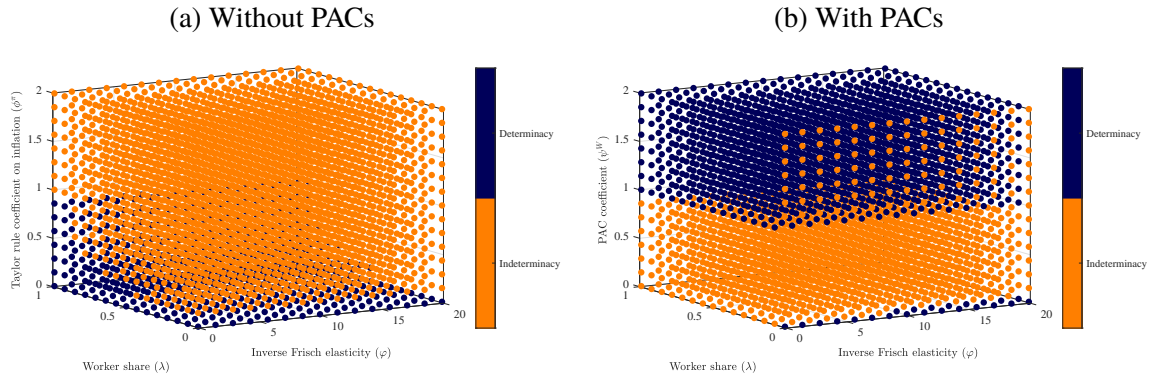 (a) Without PACs
2
1.5
1
0.5
0
Taylor rule coefficient on inflation (ϕ^π)
1
0.5
0
Worker share (λ)
0
5
10
15
20
Inverse Frisch elasticity (φ)
Determinacy
Indeterminacy
(b) With PACs
2
1.5
1
0.5
0
PAC coefficient (ψ^W)
1
0.5
0
Worker share (λ)
0
5
10
15
20
Inverse Frisch elasticity (φ)
Determinacy
Indeterminacy